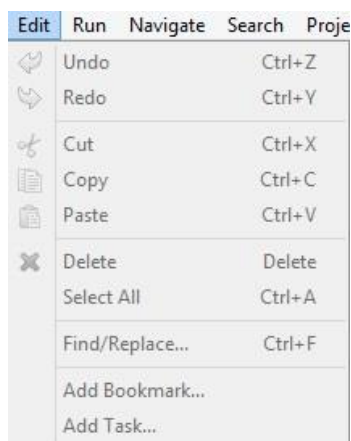 Edit Run Navigate Search Proje
Undo Ctrl+Z
Redo Ctrl+Y
Cut Ctrl+X
Copy Ctrl+C
Paste Ctrl+V
Delete Delete
Select All Ctrl+A
Find/Replace... Ctrl+F
Add Bookmark...
Add Task...